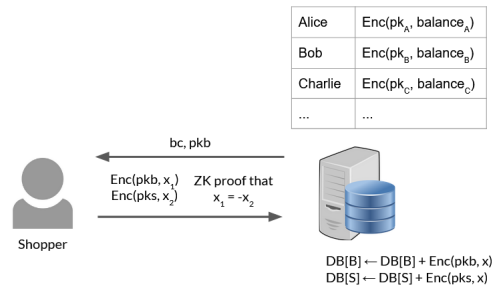 Alice Enc(pk_A, balance_A)
Bob Enc(pk_B, balance_B)
Charlie Enc(pk_C, balance_C)
... ...
bc, pkb
Enc(pkb, x_1) ZK proof that
Enc(pks, x_2) x_1 = -x_2
Shopper
DB[B] ← DB[B] + Enc(pkb, x)
DB[S] ← DB[S] + Enc(pks, x)